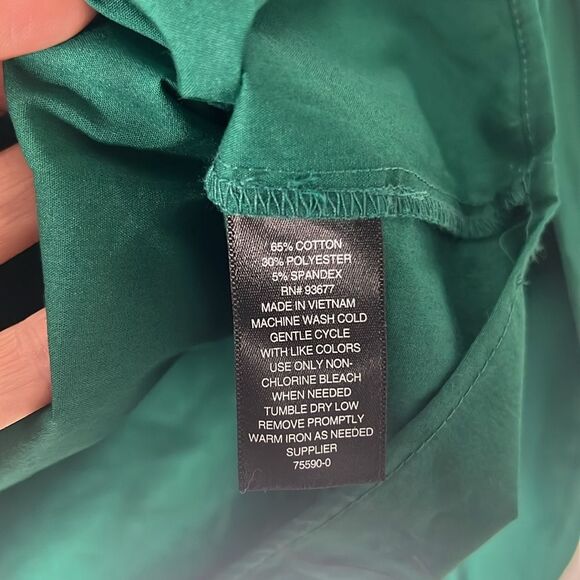 65% COTTON
30% POLYESTER
5% SPANDEX
RN# 93677
MADE IN VIETNAM
MACHINE WASH COLD
GENTLE CYCLE
WITH LIKE COLORS
USE ONLY NON-
CHLORINE BLEACH
WHEN NEEDED
TUMBLE DRY LOW
REMOVE PROMPTLY
WARM IRON AS NEEDED
SUPPLIER
75590-0